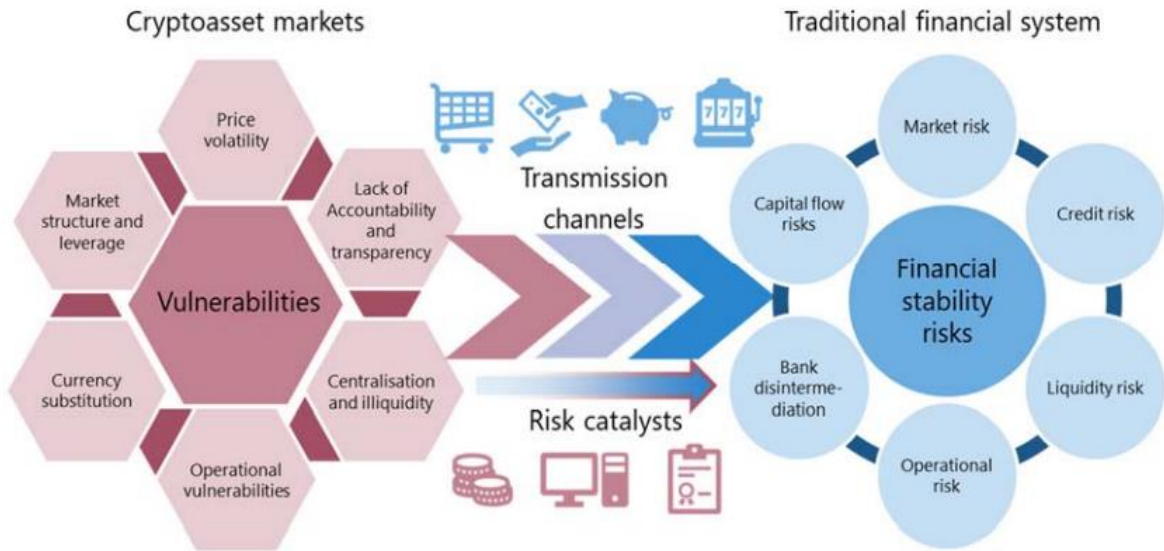 Cryptoasset markets
Traditional financial system
Price
volatility
Market
structure and
leverage
Lack of
Accountability
and
transparency
Vulnerabilities
Currency
substitution
Centralisation
and illiquidity
Operational
vulnerabilities
777
Transmission
channels
Risk catalysts
Market risk
Capital flow
risks
Credit risk
Financial
stability
risks
Bank
disinterme-
diation
Liquidity risk
Operational
risk